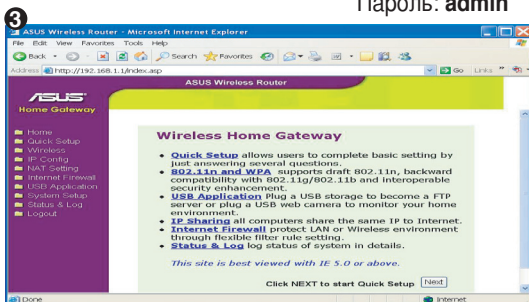 Пароль: admin
3
ASUS Wireless Router - Microsoft Internet Explorer
File Edit View Favorites Tools Help
Back Search Favorites
Address http://192.168.1.1/index.asp Go Links
ASUS Wireless Router
ASUS
Home Gateway
Home
Quick Setup
Wireless
IP Config
NAT Setting
Internet Firewall
USB Application
System Setup
Status & Log
Logout
Wireless Home Gateway
Quick Setup allows users to complete basic setting by
just answering several questions.
802.11n and WPA supports draft 802.11n, backward
compatibility with 802.11g/802.11b and interoperable
security enhancement.
USB Application Plug a USB storage to become a FTP
server or plug a USB web camera to monitor your home
environment.
IP Sharing all computers share the same IP to Internet.
Internet Firewall protect LAN or Wireless environment
through flexible filter rule setting.
Status & Log log status of system in details.
This site is best viewed with IE 5.0 or above.
Click NEXT to start Quick Setup Next
Done Internet